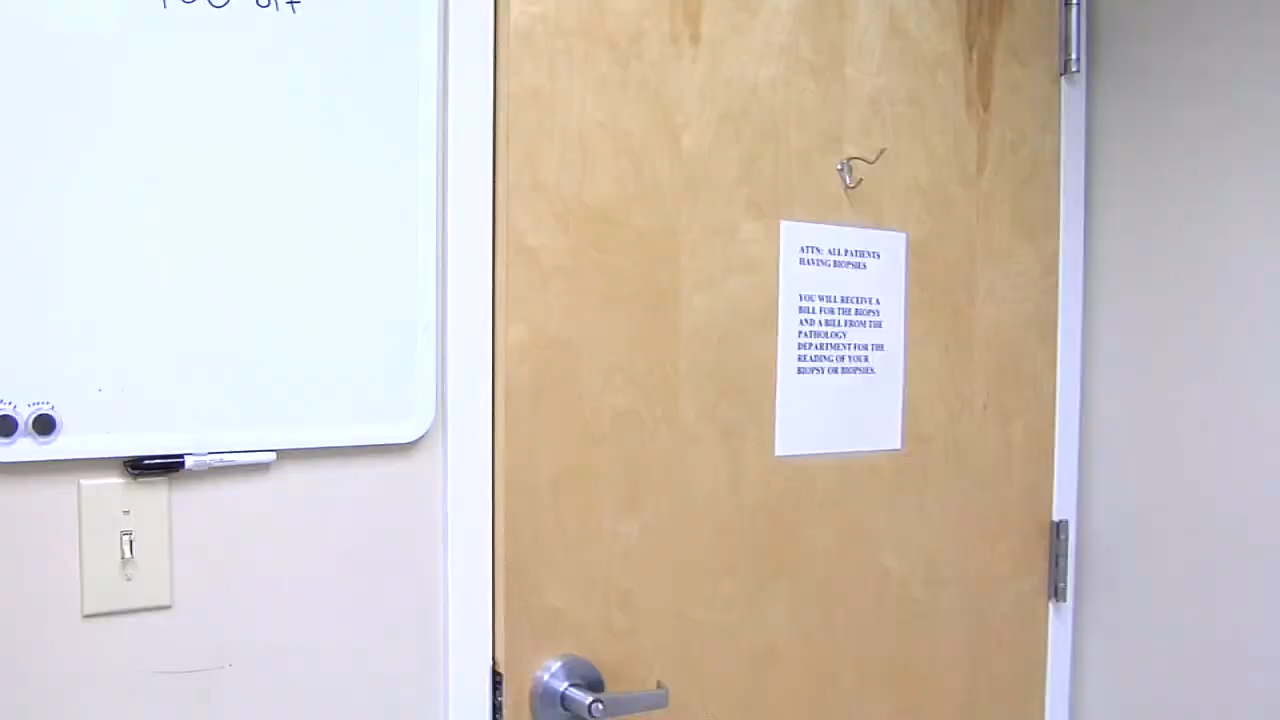 off
ATTN: ALL PATIENTS
HAVING BIOPSIES
YOU WILL RECEIVE A
BILL FOR THE BIOPSY
AND A BILL FROM THE
PATHOLOGY
DEPARTMENT FOR THE
READING OF YOUR
BIOPSY OR BIOPSIES.